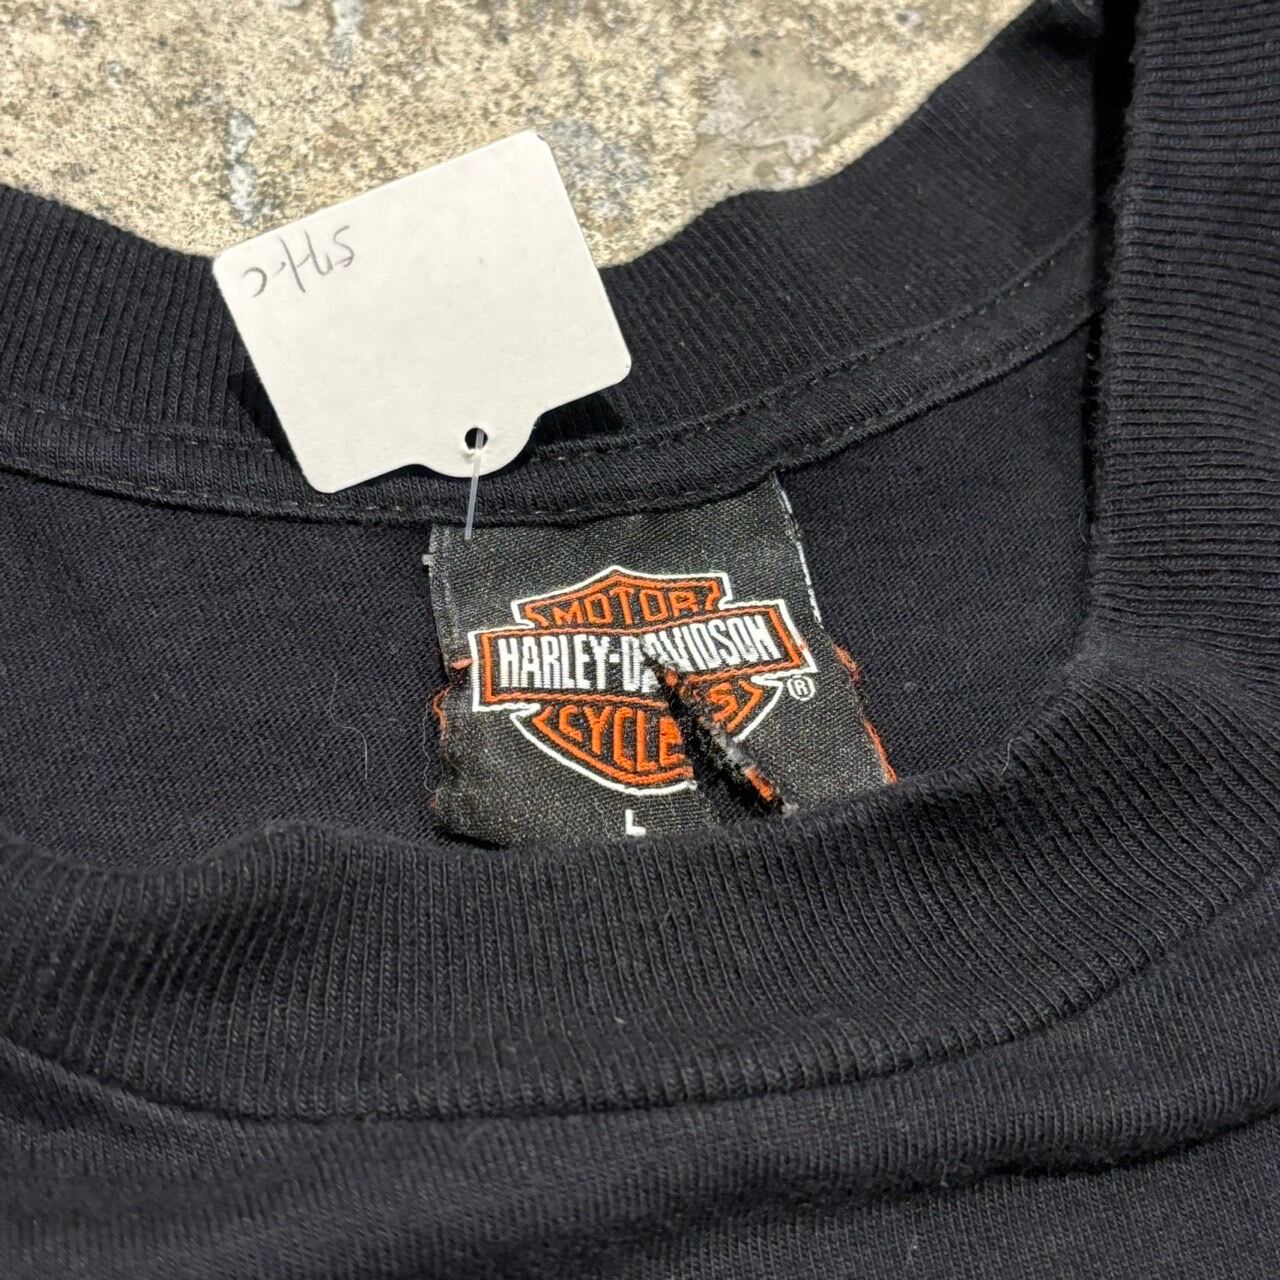 MOTOR
HARLEY-DAVIDSON
CYCLES
®
L